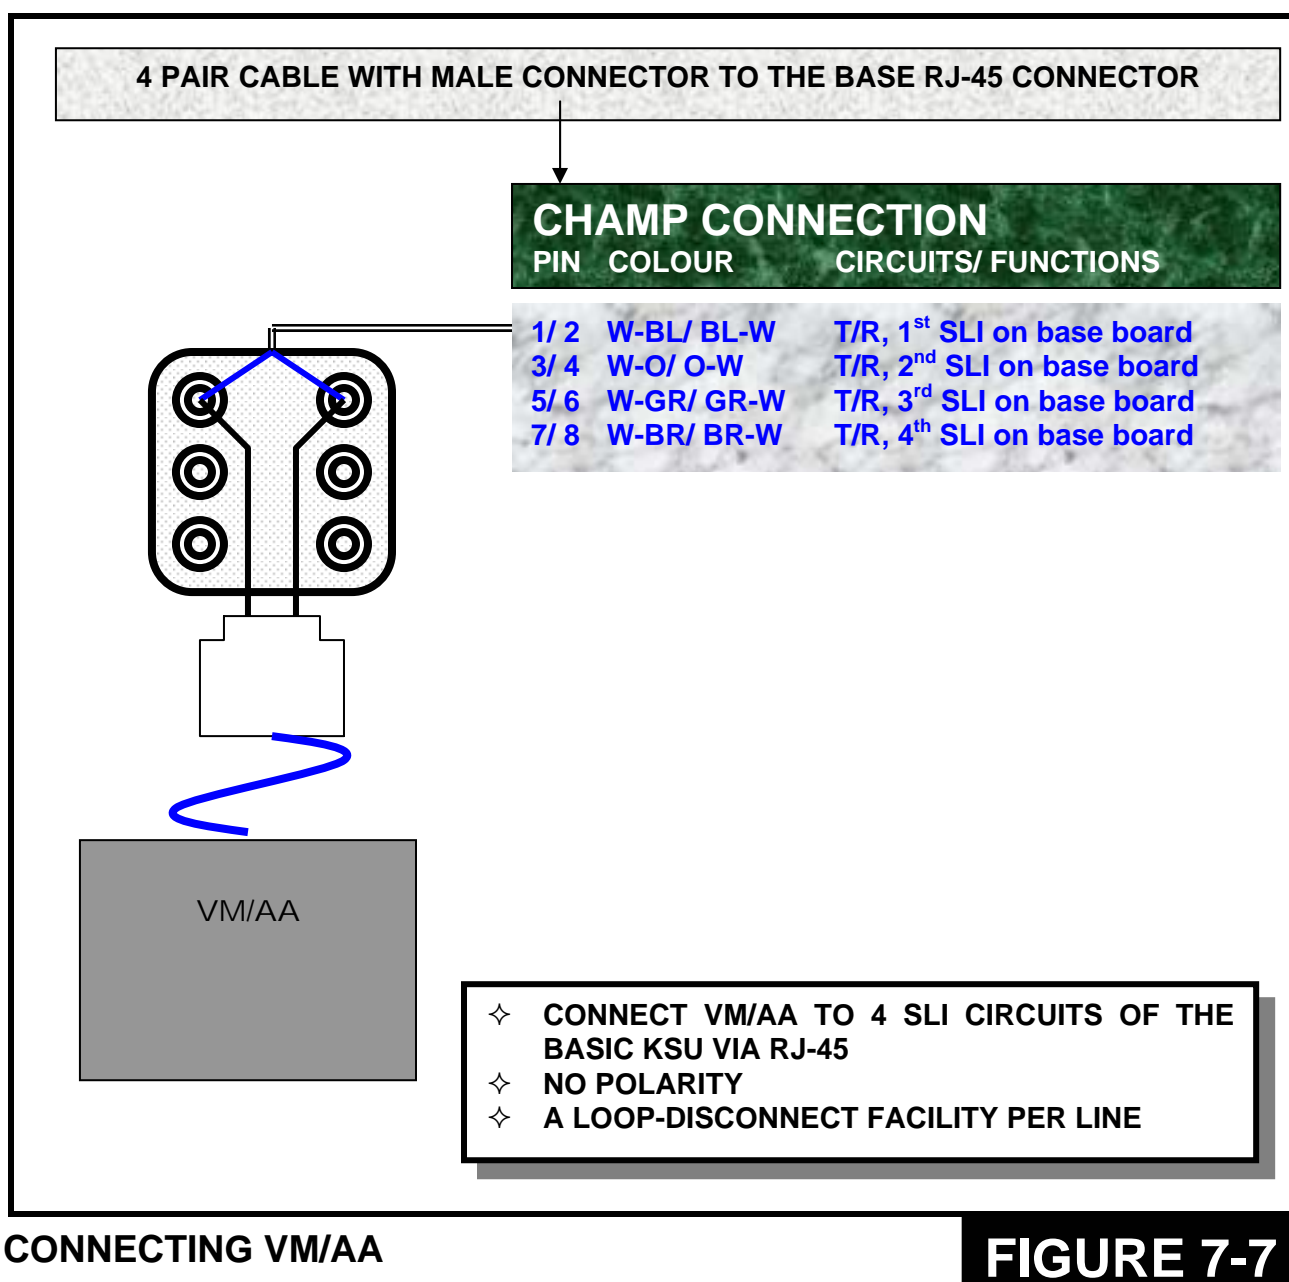 4 PAIR CABLE WITH MALE CONNECTOR TO THE BASE RJ-45 CONNECTOR
CHAMP CONNECTION
PIN COLOUR CIRCUITS/ FUNCTIONS
1/ 2 W-BL/ BL-W T/R, 1st SLI on base board
3/ 4 W-O/ O-W T/R, 2nd SLI on base board
5/ 6 W-GR/ GR-W T/R, 3rd SLI on base board
7/ 8 W-BR/ BR-W T/R, 4th SLI on base board
VM/AA
✧ CONNECT VM/AA TO 4 SLI CIRCUITS OF THE
BASIC KSU VIA RJ-45
✧ NO POLARITY
✧ A LOOP-DISCONNECT FACILITY PER LINE
CONNECTING VM/AA
FIGURE 7-7